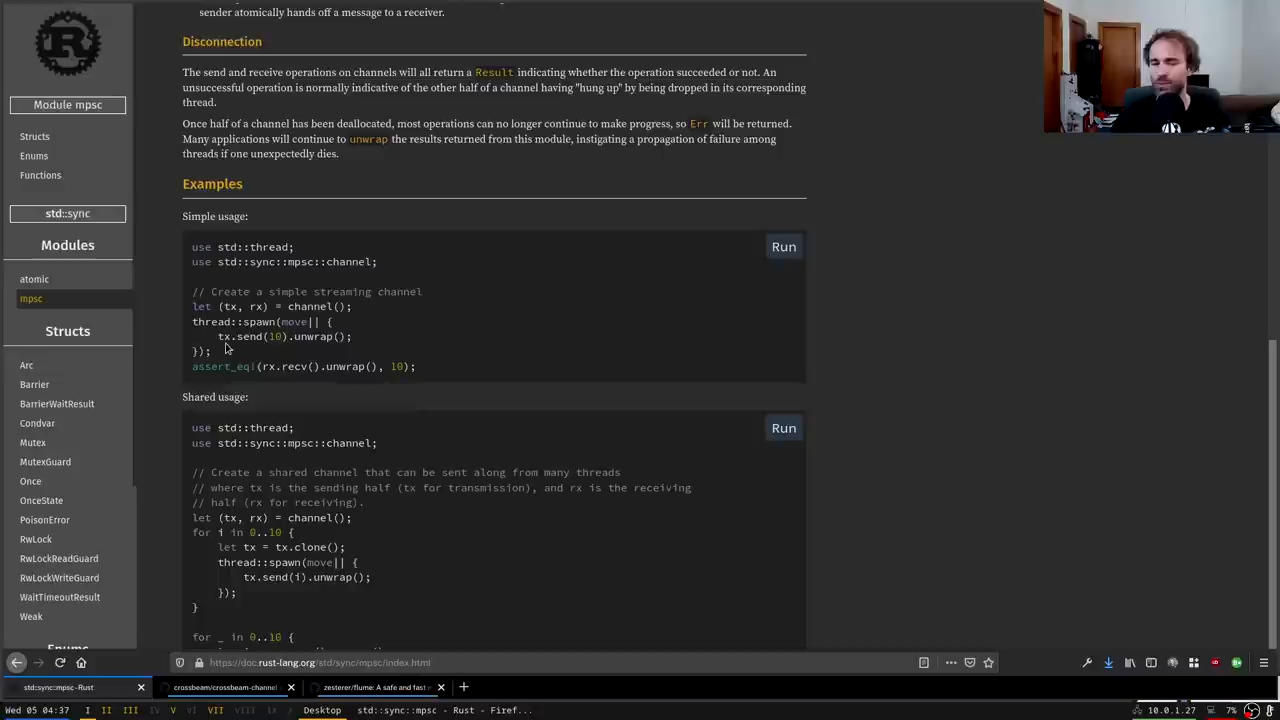 sender atomically hands off a message to a receiver.
Disconnection
The send and receive operations on channels will all return a Result indicating whether the operation succeeded or not. An
unsuccessful operation is normally indicative of the other half of a channel having "hung up" by being dropped in its corresponding
thread.
Once half of a channel has been deallocated, most operations can no longer continue to make progress, so Err will be returned.
Many applications will continue to unwrap the results returned from this module, instigating a propagation of failure among
threads if one unexpectedly dies.
Examples
Simple usage:
Run
use std::thread;
use std::sync::mpsc::channel;
// Create a simple streaming channel
let (tx, rx) = channel();
thread::spawn(move|| {
tx.send(10).unwrap();
});
assert_eq!(rx.recv().unwrap(), 10);
Shared usage:
Run
use std::thread;
use std::sync::mpsc::channel;
// Create a shared channel that can be sent along from many threads
// where tx is the sending half (tx for transmission), and rx is the receiving
// half (rx for receiving).
let (tx, rx) = channel();
for i in 0..10 {
let tx = tx.clone();
thread::spawn(move|| {
tx.send(i).unwrap();
});
}
for _ in 0..10 {
Module mpsc
Structs
Enums
Functions
std::sync
Modules
atomic
mpsc
Structs
Arc
Barrier
BarrierWaitResult
Condvar
Mutex
MutexGuard
Once
OnceState
PoisonError
RwLock
RwLockReadGuard
RwLockWriteGuard
WaitTimeoutResult
Weak
Enums
https://doc.rust-lang.org/std/sync/mpsc/index.html
std::sync::mpsc - Rust
crossbeam/crossbeam-channel
zesterer/flume: A safe and fast
Wed 05 04:37 I II III IV V VI VII VIII IX Desktop std::sync::mpsc - Rust - Firef... 10.0.1.27 7%